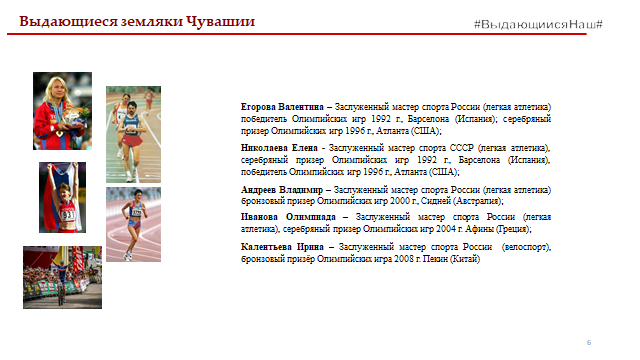 Выдающиеся земляки Чувашии
#ВыдающиисяНаш#
Егорова Валентина – Заслуженный мастер спорта России (легкая атлетика)
победитель Олимпийских игр 1992 г., Барселона (Испания); серебряный
призер Олимпийских игр 1996 г., Атланта (США);
Николаева Елена - Заслуженный мастер спорта СССР (легкая атлетика),
серебряный призер Олимпийских игр 1992 г., Барселона (Испания),
победитель Олимпийских игр 1996 г., Атланта (США);
Андреев Владимир – Заслуженный мастер спорта России (легкая атлетика)
бронзовый призер Олимпийских игр 2000 г., Сидней (Австралия);
Иванова Олимпиада – Заслуженный мастер спорта России (легкая
атлетика), серебряный призер Олимпийских игр 2004 г. Афины (Греция);
Калентьева Ирина – Заслуженный мастер спорта России (велоспорт),
бронзовый призёр Олимпийских игра 2008 г. Пекин (Китай)
6